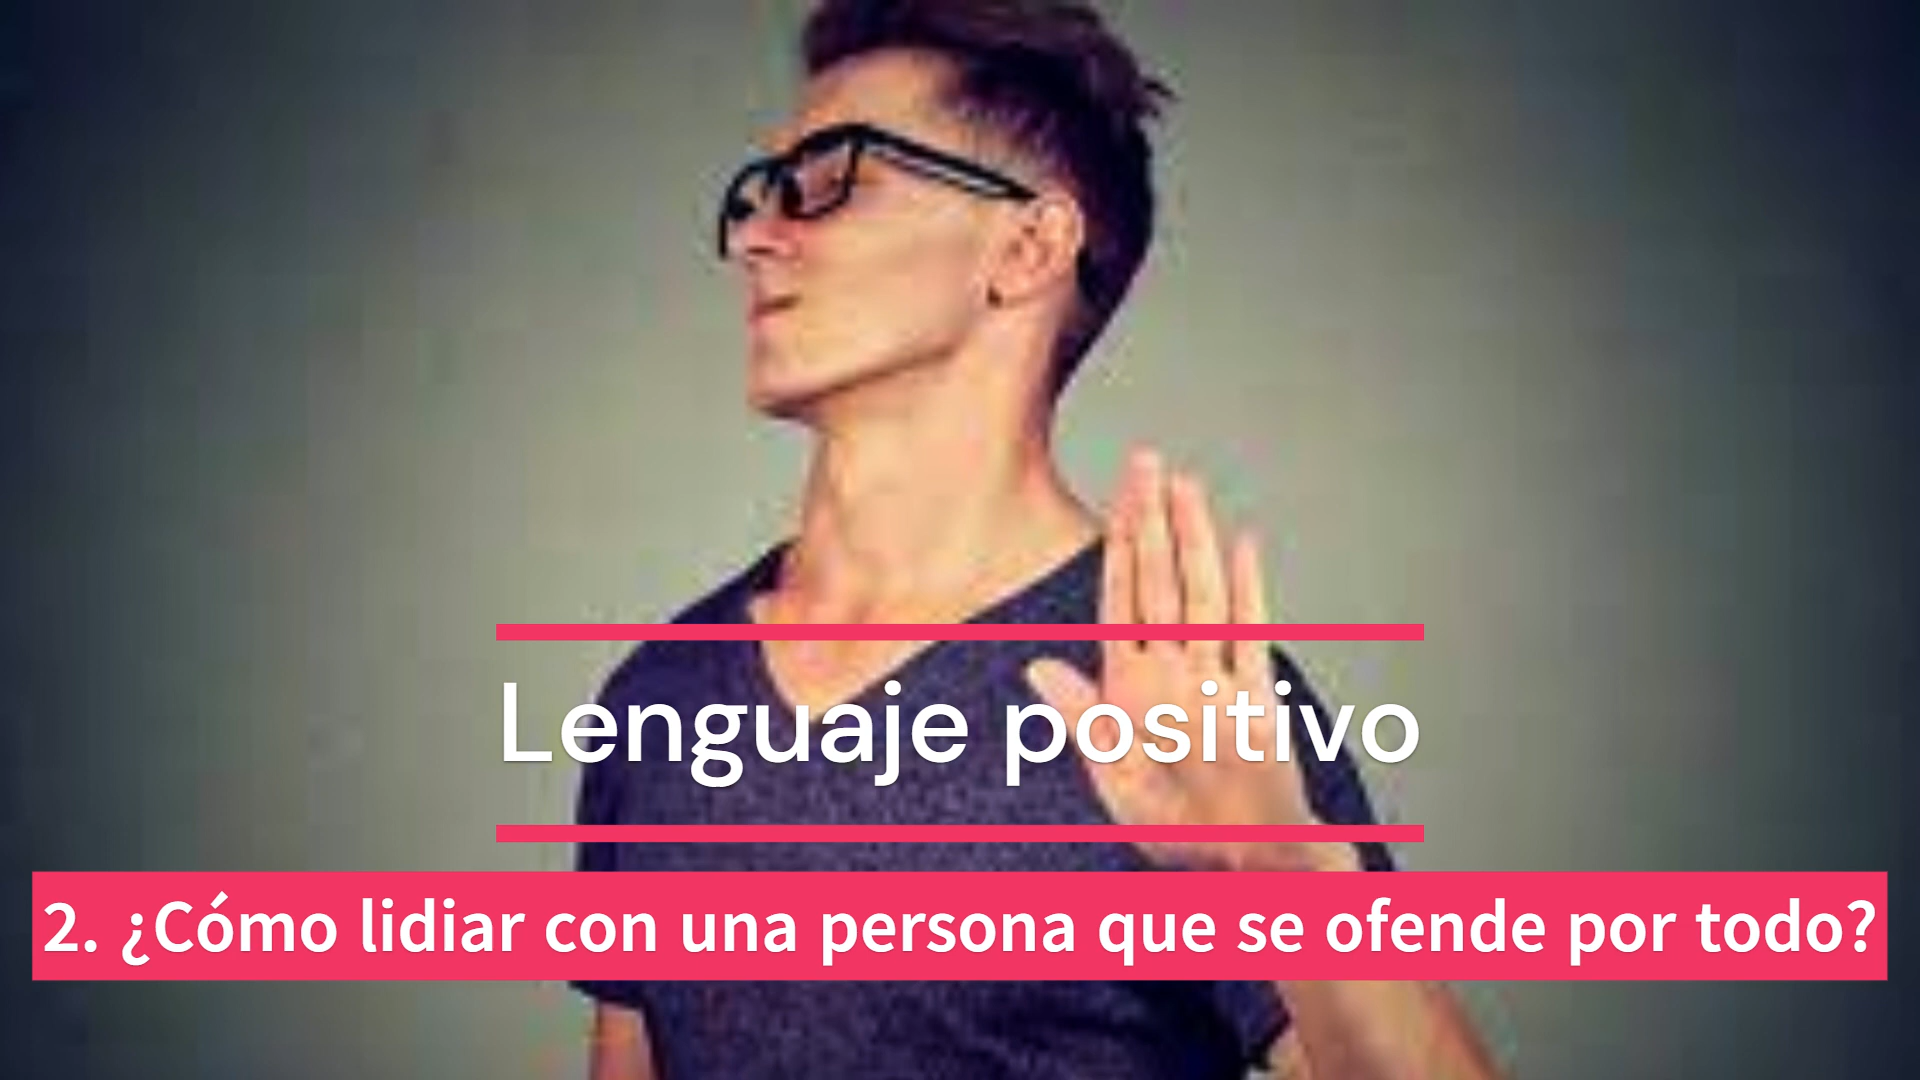 Lenguaje positivo
2. ¿Cómo lidiar con una persona que se ofende por todo?